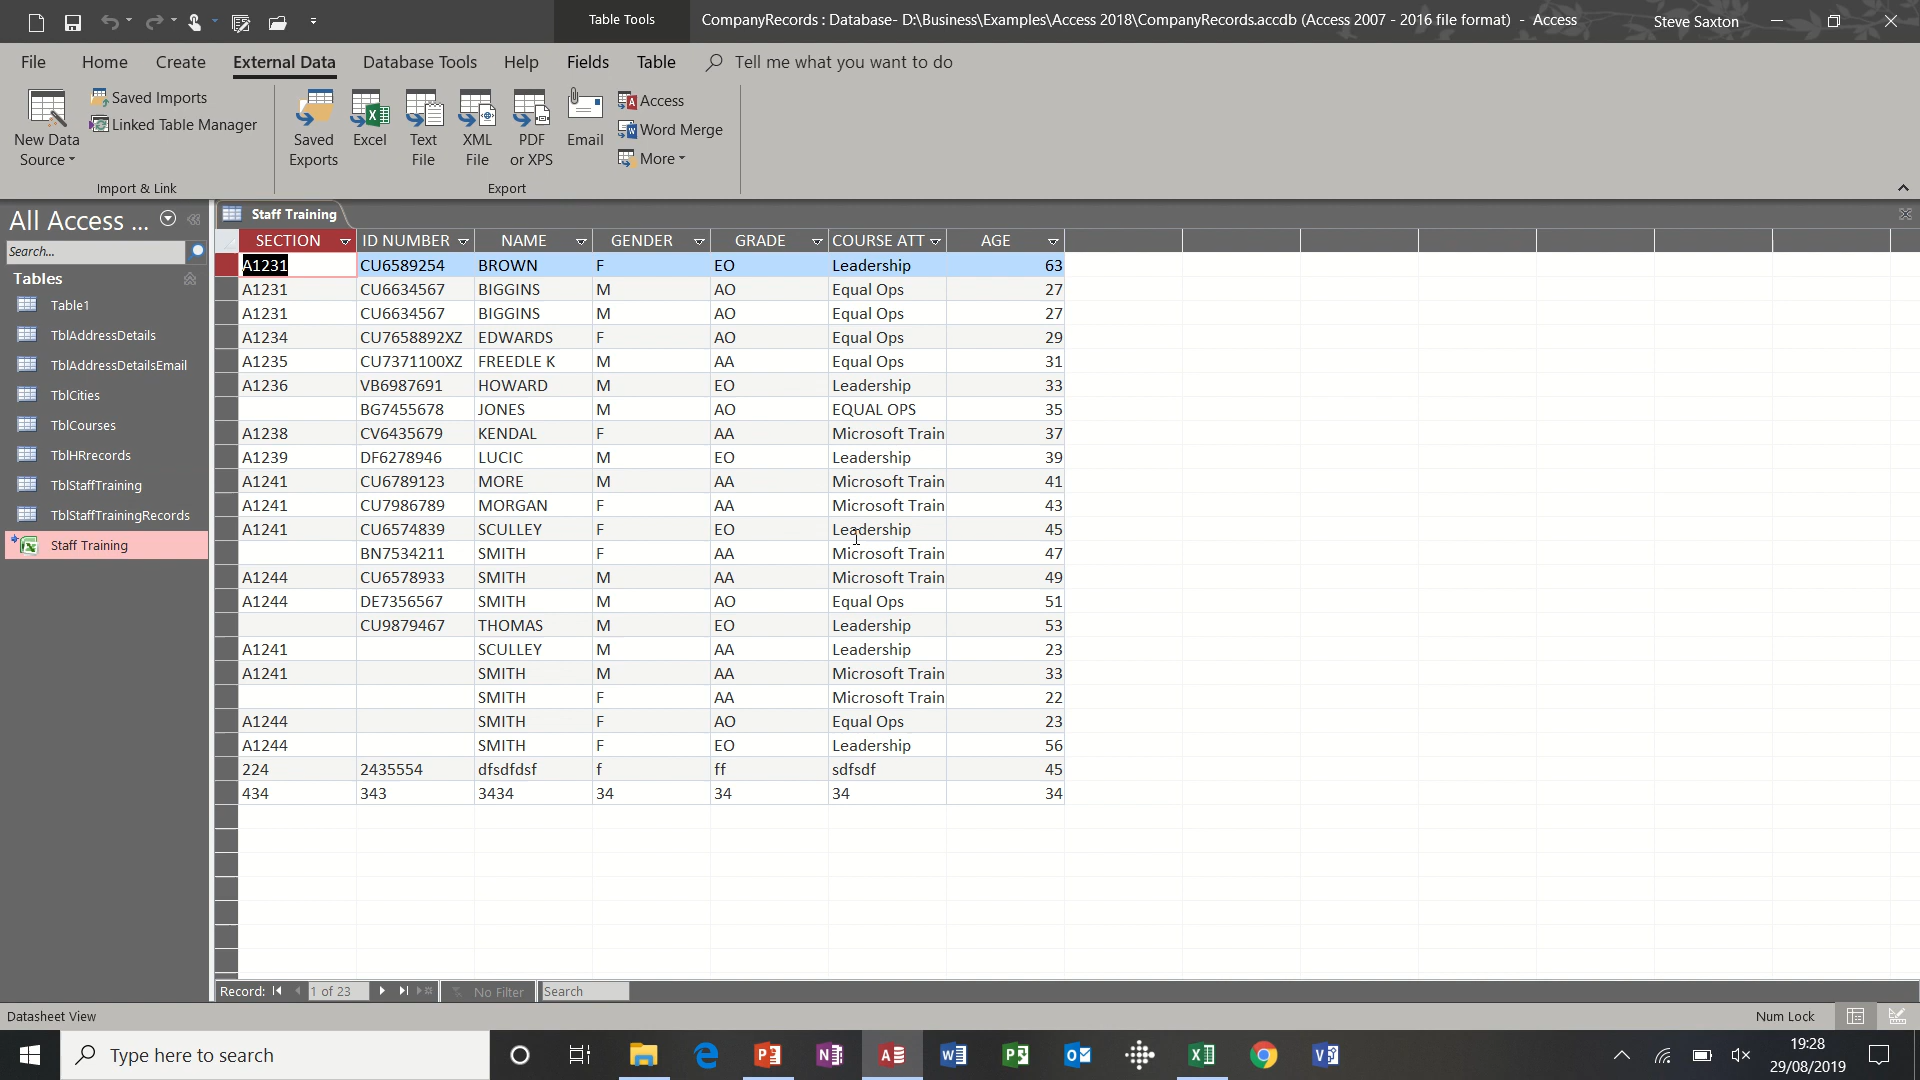 Table Tools
CompanyRecords : Database- D:\Business\Examples\Access 2018\CompanyRecords.accdb (Access 2007 - 2016 file format) - Access
Steve Saxton
File Home Create External Data Database Tools Help Fields Table Tell me what you want to do
New Data
Source
Saved Imports
Linked Table Manager
Import & Link
Saved
Exports
Excel
Text
File
XML
File
PDF
or XPS
Email
Access
Word Merge
More
Export
All Access ...
Search...
Tables
Table1
TblAddressDetails
TblAddressDetailsEmail
TblCities
TblCourses
TblHRrecords
TblStaffTraining
TblStaffTrainingRecords
Staff Training
Staff Training
SECTION ID NUMBER NAME GENDER GRADE COURSE ATT AGE
A1231 CU6589254 BROWN F EO Leadership 63
A1231 CU6634567 BIGGINS M AO Equal Ops 27
A1231 CU6634567 BIGGINS M AO Equal Ops 27
A1234 CU7658892XZ EDWARDS F AO Equal Ops 29
A1235 CU7371100XZ FREEDLE K M AA Equal Ops 31
A1236 VB6987691 HOWARD M EO Leadership 33
BG7455678 JONES M AO EQUAL OPS 35
A1238 CV6435679 KENDAL F AA Microsoft Train 37
A1239 DF6278946 LUCIC M EO Leadership 39
A1241 CU6789123 MORE M AA Microsoft Train 41
A1241 CU7986789 MORGAN F AA Microsoft Train 43
A1241 CU6574839 SCULLEY F EO Leadership 45
BN7534211 SMITH F AA Microsoft Train 47
A1244 CU6578933 SMITH M AA Microsoft Train 49
A1244 DE7356567 SMITH M AO Equal Ops 51
CU9879467 THOMAS M EO Leadership 53
A1241 SCULLEY M AA Leadership 23
A1241 SMITH M AA Microsoft Train 33
SMITH F AA Microsoft Train 22
A1244 SMITH F AO Equal Ops 23
A1244 SMITH F EO Leadership 56
224 2435554 dfsdfdsf f ff sdfsdf 45
434 343 3434 34 34 34 34
Record: 1 of 23 No Filter Search
Datasheet View
Num Lock
Type here to search
19:28
29/08/2019